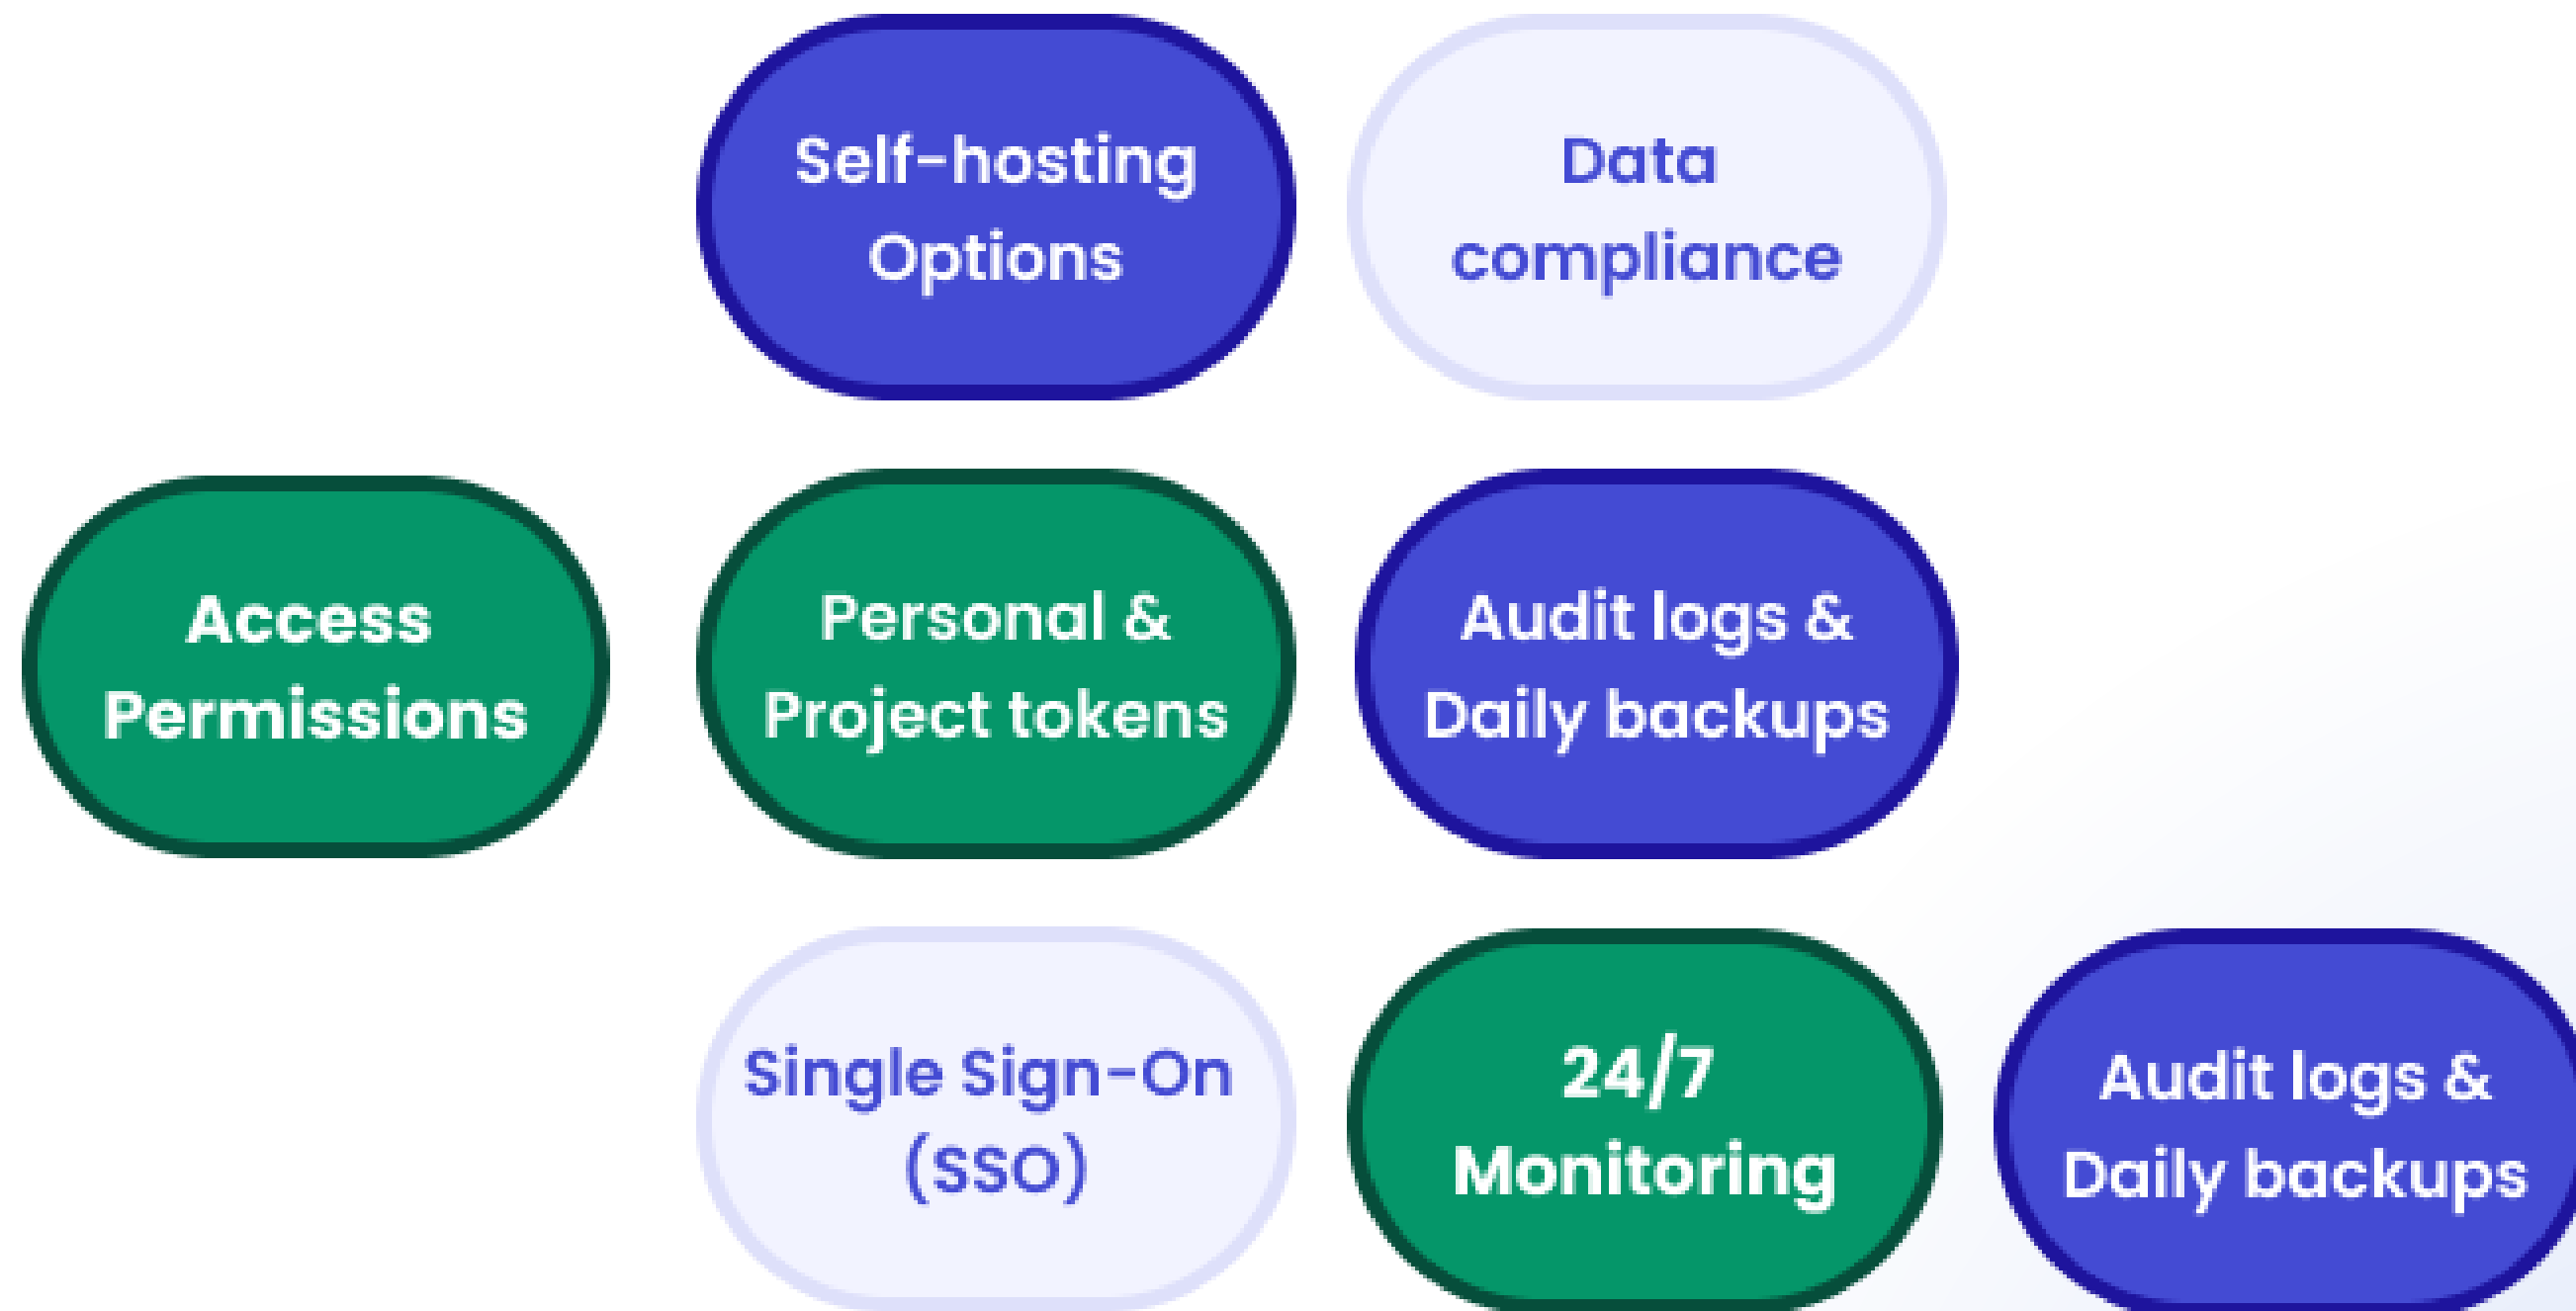 Self-hosting
Options
Data
compliance
Access
Permissions
Personal &
Project tokens
Audit logs &
Daily backups
Single Sign-On
(SSO)
24/7
Monitoring
Audit logs &
Daily backups